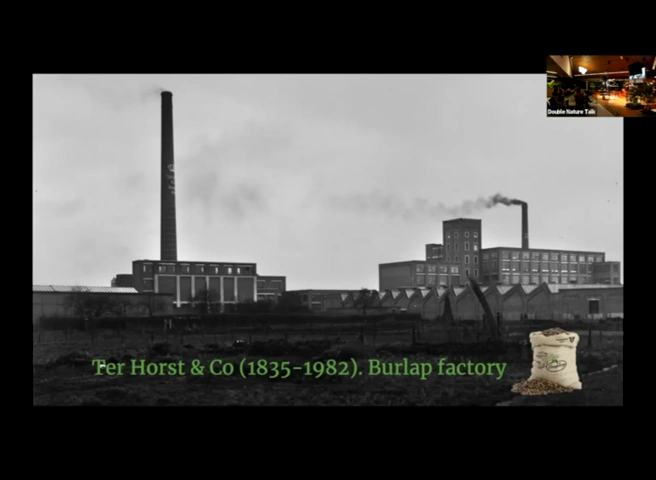 Double Nature Talk
Ter Horst & Co (1835-1982). Burlap factory